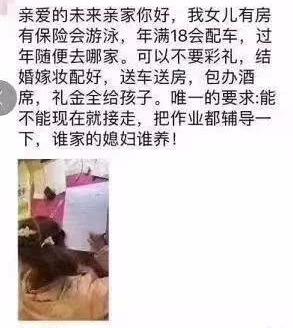 亲爱的未来亲家你好，我女儿有房
有保险会游泳，年满18会配车，过
年随便去哪家。可以不要彩礼，结
婚嫁妆配好，送车送房，包办酒
席，礼金全给孩子。唯一的要求:能
不能现在就接走，把作业都辅导一
下，谁家的媳妇谁养！